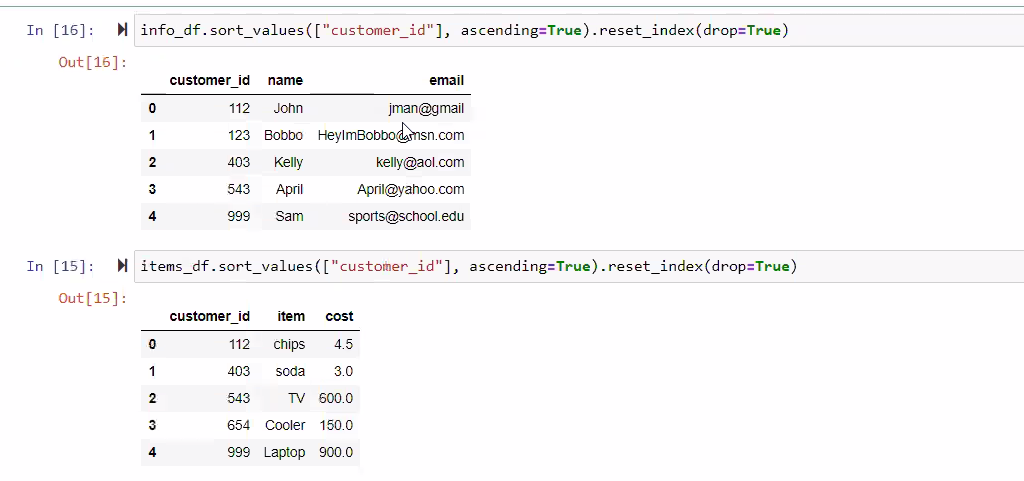 In [16]: info_df.sort_values(["customer_id"], ascending=True).reset_index(drop=True)
Out[16]:
customer_id name email
0 112 John jman@gmail
1 123 Bobbo HeyImBobbo@msn.com
2 403 Kelly kelly@aol.com
3 543 April April@yahoo.com
4 999 Sam sports@school.edu
In [15]: items_df.sort_values(["customer_id"], ascending=True).reset_index(drop=True)
Out[15]:
customer_id item cost
0 112 chips 4.5
1 403 soda 3.0
2 543 TV 600.0
3 654 Cooler 150.0
4 999 Laptop 900.0